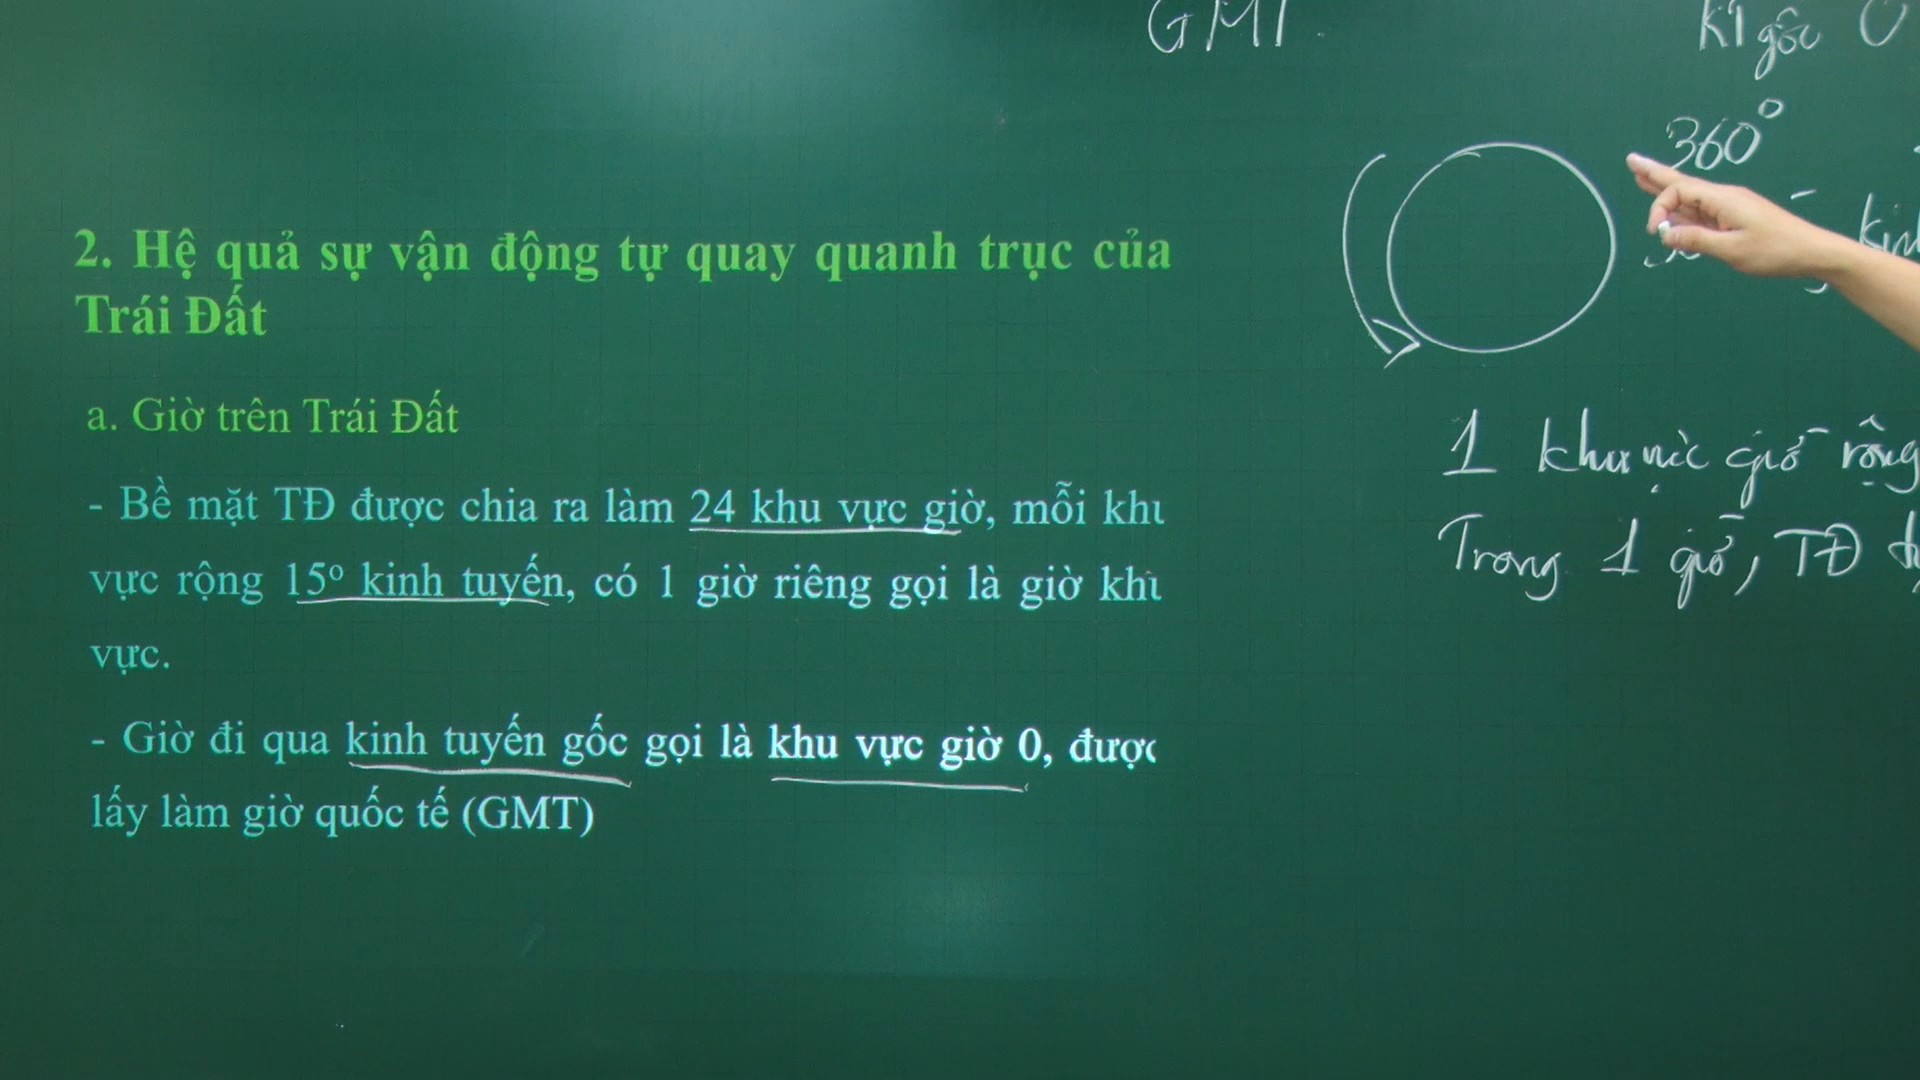 GMT.
KT gốc 0
360°
2. Hệ quả sự vận động tự quay quanh trục của
Trái Đất
a. Giờ trên Trái Đất
- Bề mặt TĐ được chia ra làm 24 khu vực giờ, mỗi khu
vực rộng 15º kinh tuyến, có 1 giờ riêng gọi là giờ khu
vực.
- Giờ đi qua kinh tuyến gốc gọi là khu vực giờ 0, được
lấy làm giờ quốc tế (GMT)
1 khu vực giờ rộng
Trong 1 giờ, TĐ